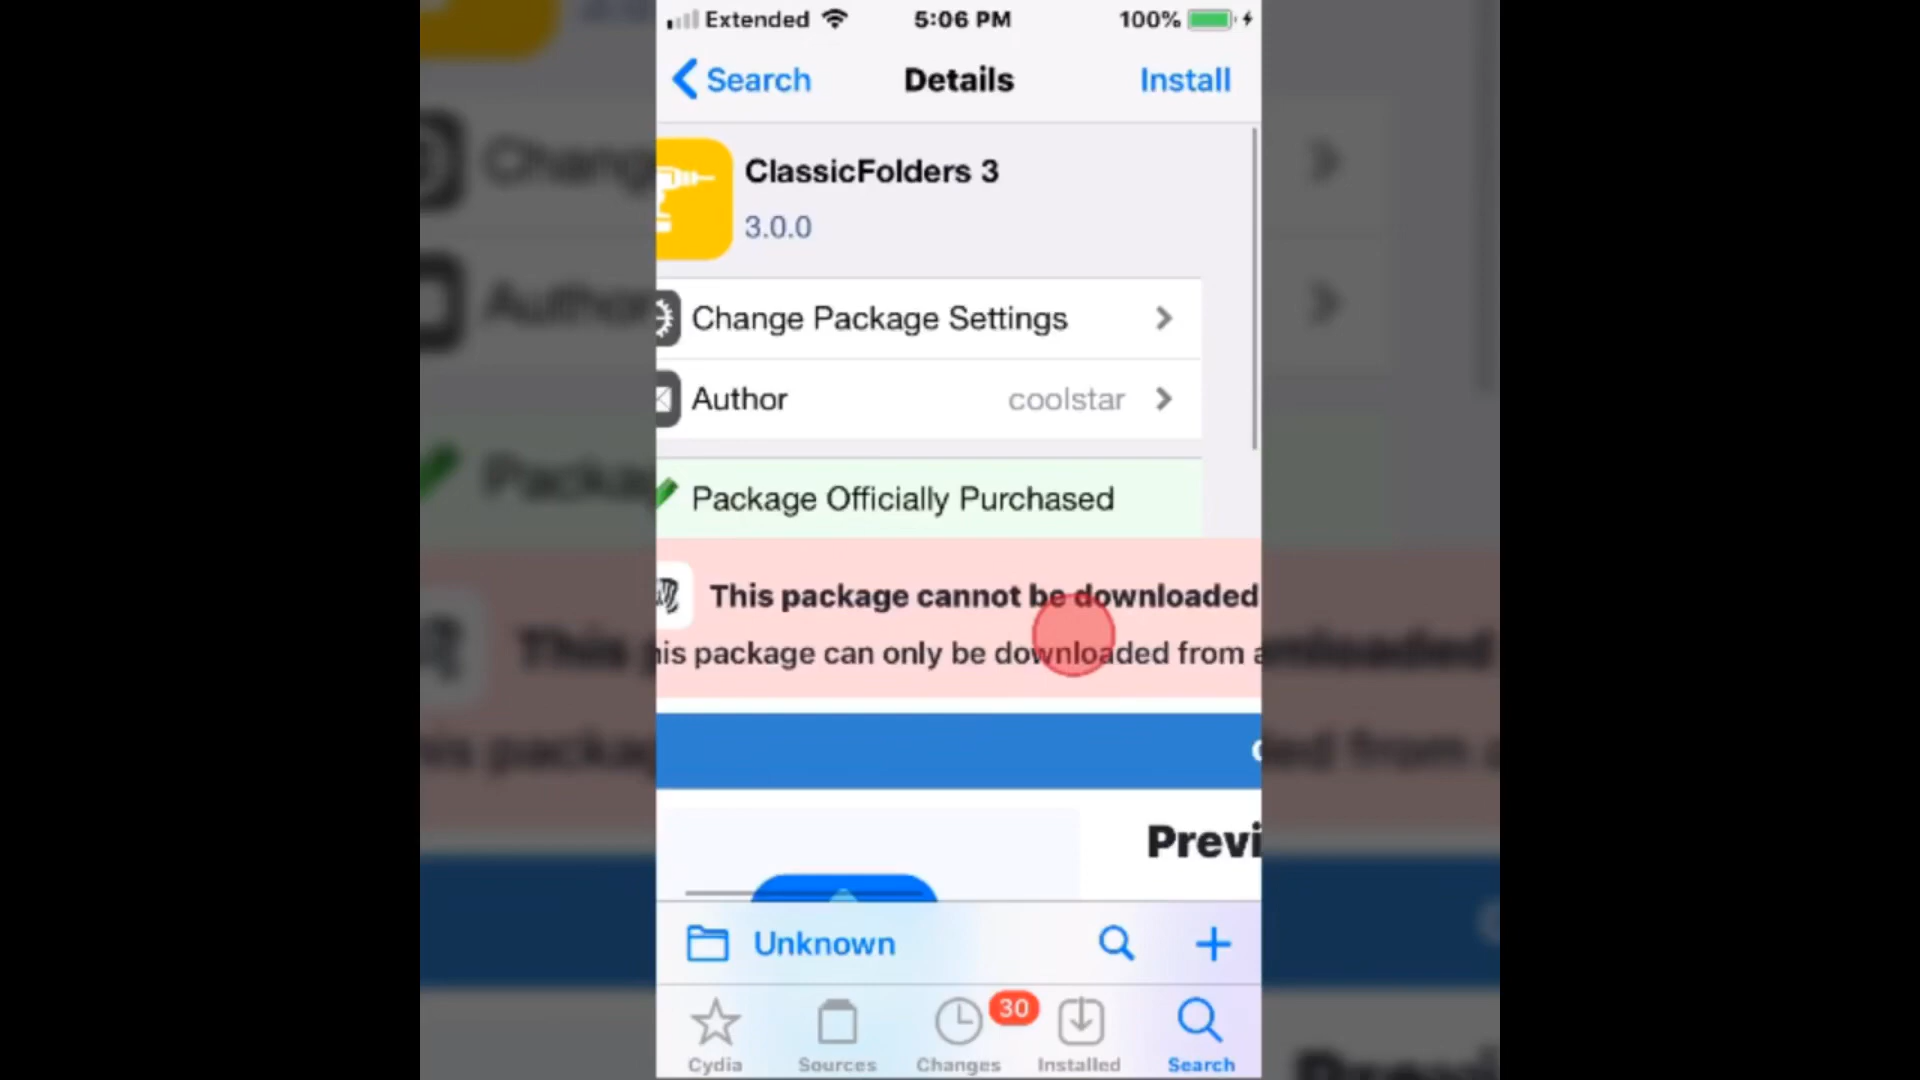 Extended 5:06 PM 100%
Search Details Install
ClassicFolders 3
3.0.0
Change Package Settings
Author coolstar
Package Officially Purchased
This package cannot be downloaded
his package can only be downloaded from a
Previ
Unknown
30
Cydia Sources Changes Installed Search